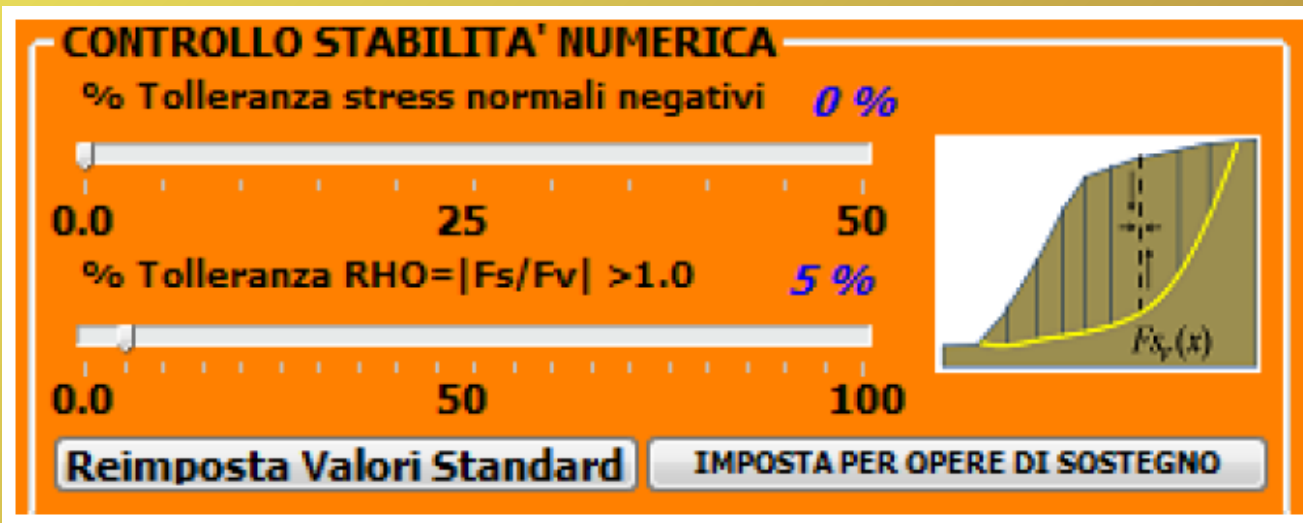 CONTROLLO STABILITA' NUMERICA
% Tolleranza stress normali negativi 0 %
0.0 25 50
% Tolleranza RHO=|Fs/Fv| >1.0 5 %
0.0 50 100
Fsᵥ(x)
Reimposta Valori Standard IMPOSTA PER OPERE DI SOSTEGNO